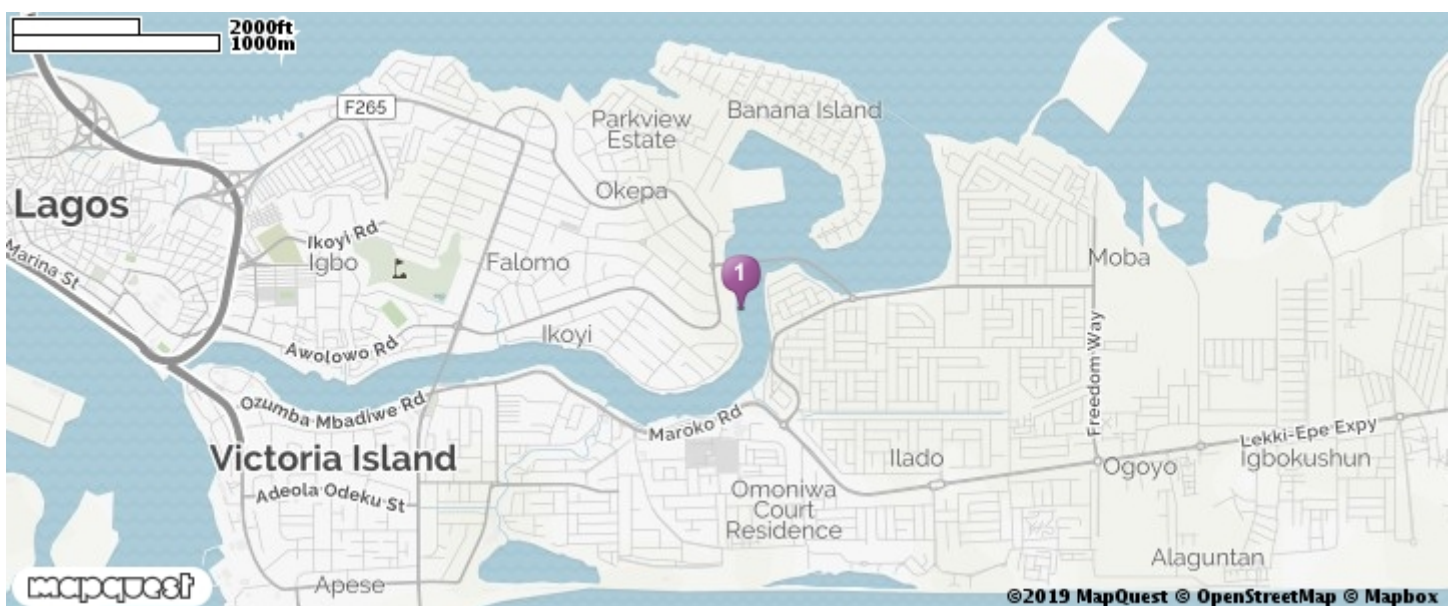 2000ft
1000m
F265
Parkview
Estate
Banana Island
Okepa
Lagos
Ikoyi Rd
Igbo
Falomo
Marina St
1
Moba
Ikoyi
Awolowo Rd
Freedom Way
Ozumba Mbadiwe Rd
Maroko Rd
Lekki-Epe Expy
Victoria Island
Ilado
Ogoyo
Igbokushun
Adeola Odeku St
Omoniwa
Court
Residence
Alaguntan
Apese
mapquest
©2019 MapQuest © OpenStreetMap © Mapbox